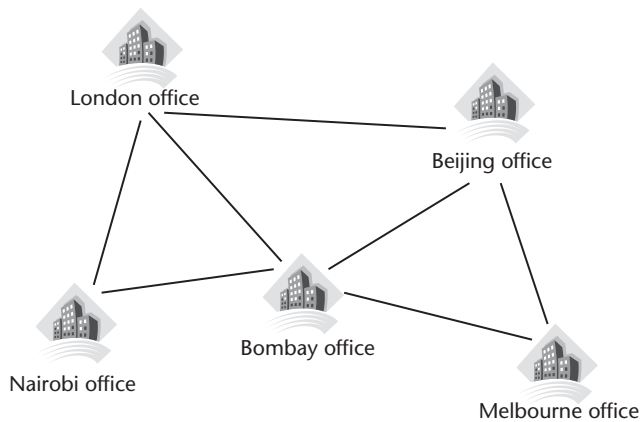 London office
Beijing office
Bombay office
Nairobi office
Melbourne office